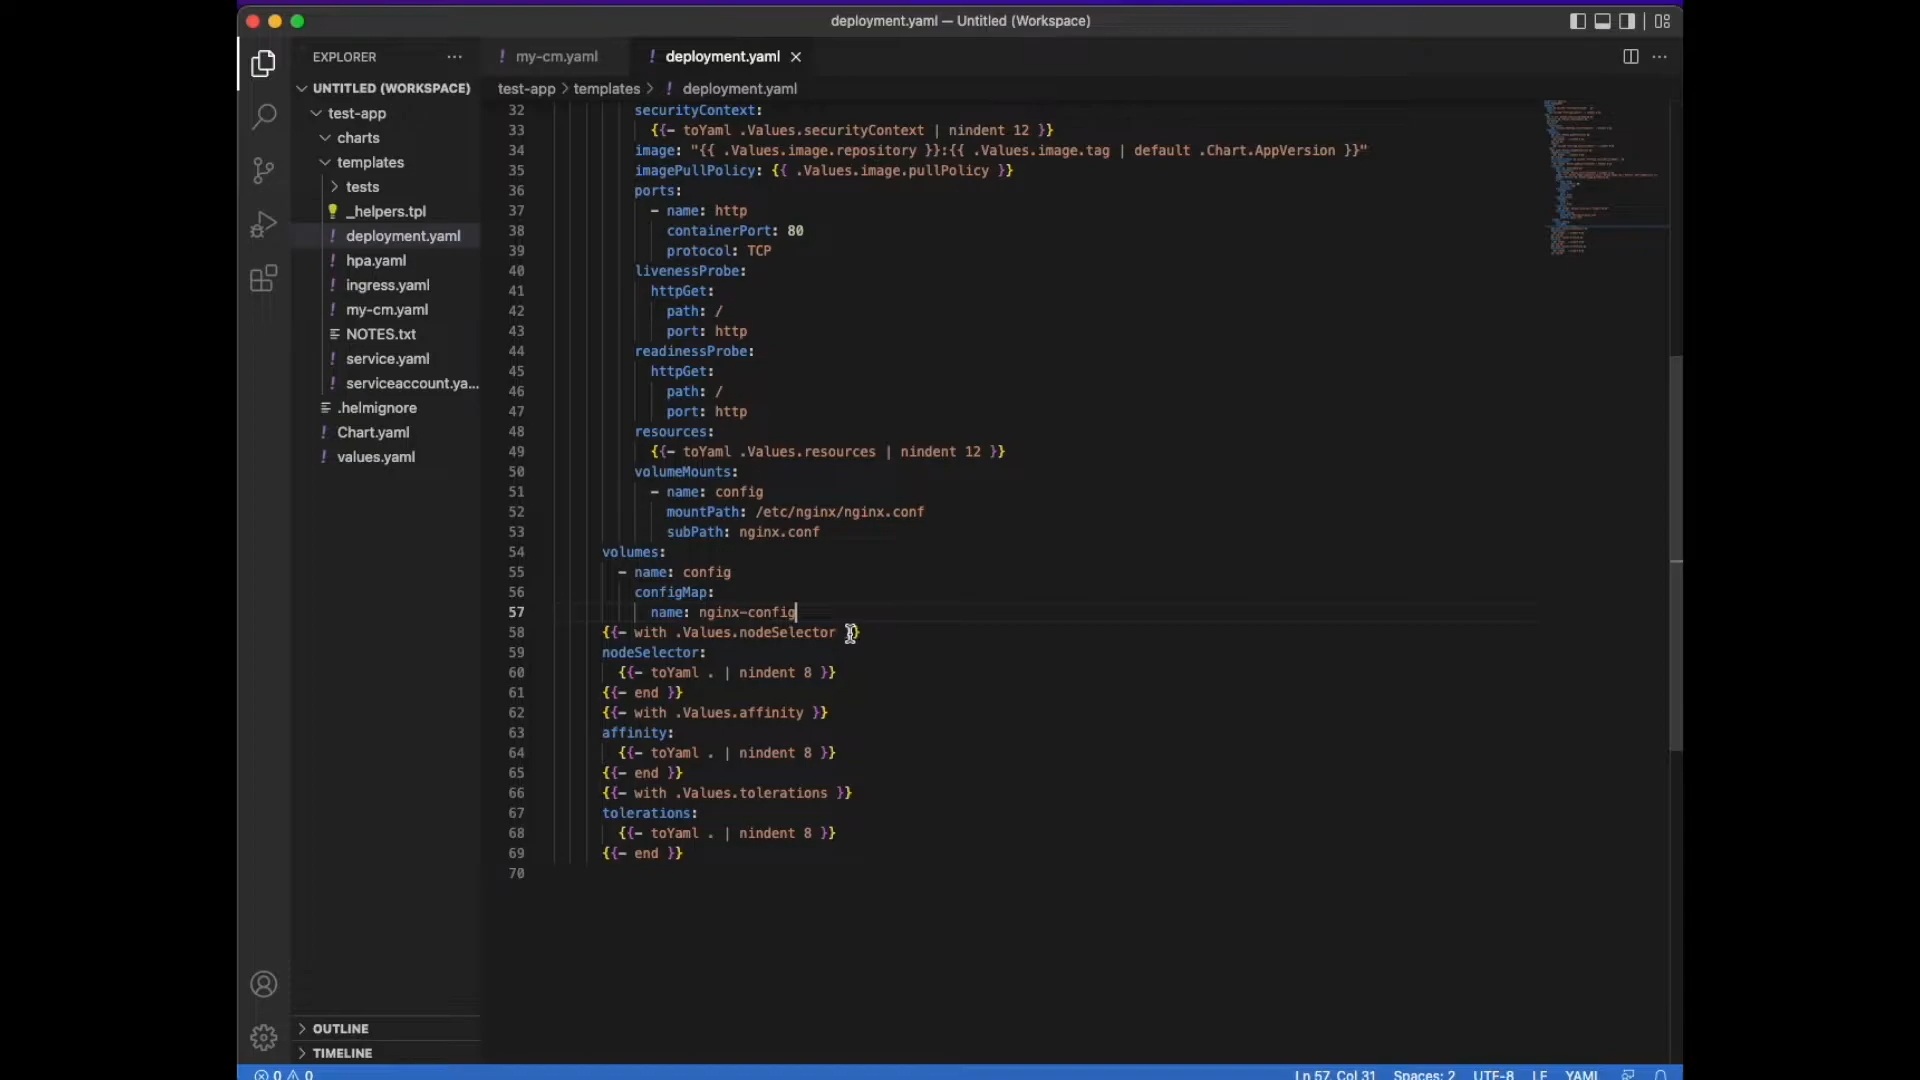 deployment.yaml — Untitled (Workspace)
EXPLORER
my-cm.yaml
deployment.yaml
UNTITLED (WORKSPACE)
test-app > templates > ! deployment.yaml
test-app
charts
templates
tests
_helpers.tpl
! deployment.yaml
! hpa.yaml
! ingress.yaml
! my-cm.yaml
NOTES.txt
! service.yaml
! serviceaccount.ya...
.helmignore
! Chart.yaml
! values.yaml
32 securityContext:
33 {{- toYaml .Values.securityContext | nindent 12 }}
34 image: "{{ .Values.image.repository }}:{{ .Values.image.tag | default .Chart.AppVersion }}"
35 imagePullPolicy: {{ .Values.image.pullPolicy }}
36 ports:
37 - name: http
38 containerPort: 80
39 protocol: TCP
40 livenessProbe:
41 httpGet:
42 path: /
43 port: http
44 readinessProbe:
45 httpGet:
46 path: /
47 port: http
48 resources:
49 {{- toYaml .Values.resources | nindent 12 }}
50 volumeMounts:
51 - name: config
52 mountPath: /etc/nginx/nginx.conf
53 subPath: nginx.conf
54 volumes:
55 - name: config
56 configMap:
57 name: nginx-config
58 {{- with .Values.nodeSelector }}
59 nodeSelector:
60 {{- toYaml . | nindent 8 }}
61 {{- end }}
62 {{- with .Values.affinity }}
63 affinity:
64 {{- toYaml . | nindent 8 }}
65 {{- end }}
66 {{- with .Values.tolerations }}
67 tolerations:
68 {{- toYaml . | nindent 8 }}
69 {{- end }}
70
OUTLINE
TIMELINE
0 0
Ln 57, Col 31 Spaces: 2 UTF-8 LF YAML